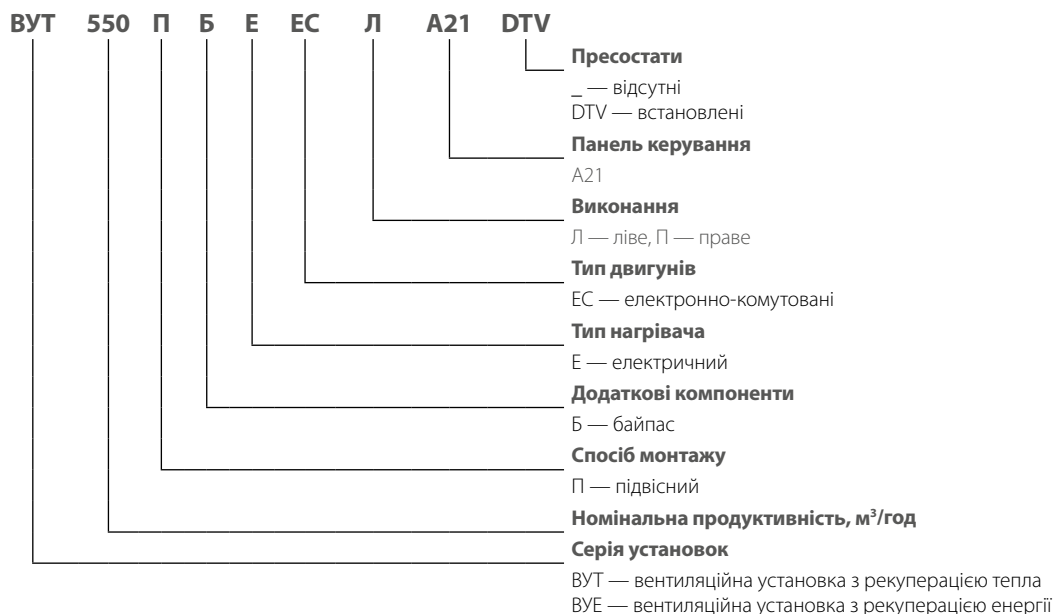 ВУТ 550 П Б Е ЕС Л А21 DTV
Пресостати
_ — відсутні
DTV — встановлені
Панель керування
А21
Виконання
Л — ліве, П — праве
Тип двигунів
ЕС — електронно-комутовані
Тип нагрівача
Е — електричний
Додаткові компоненти
Б — байпас
Спосіб монтажу
П — підвісний
Номінальна продуктивність, м³/год
Серія установок
ВУТ — вентиляційна установка з рекуперацією тепла
ВУЕ — вентиляційна установка з рекуперацією енергії